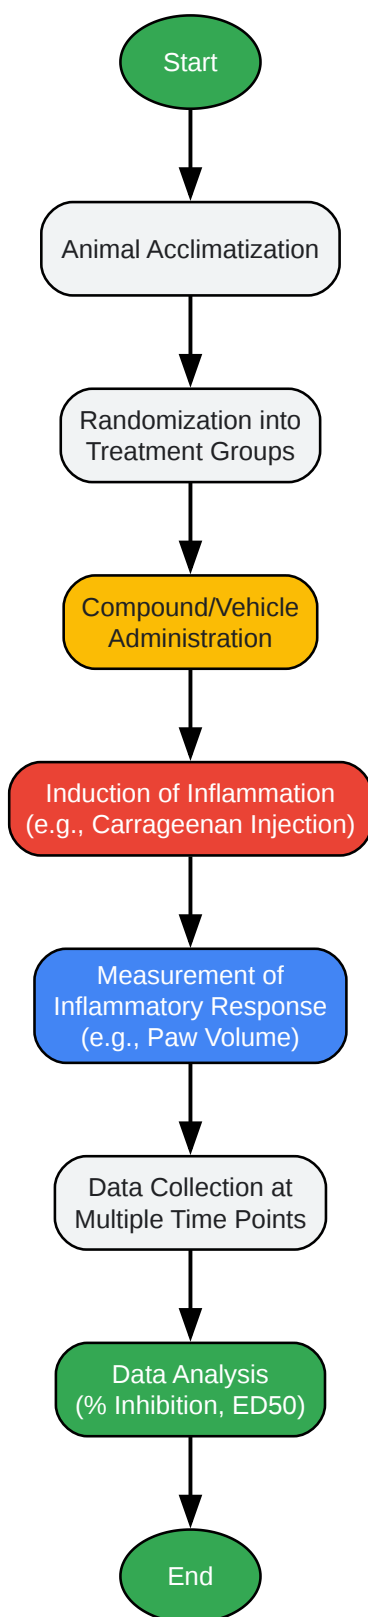 Start
Animal Acclimatization
Randomization into
Treatment Groups
Compound/Vehicle
Administration
Induction of Inflammation
(e.g., Carrageenan Injection)
Measurement of
Inflammatory Response
(e.g., Paw Volume)
Data Collection at
Multiple Time Points
Data Analysis
(% Inhibition, ED50)
End